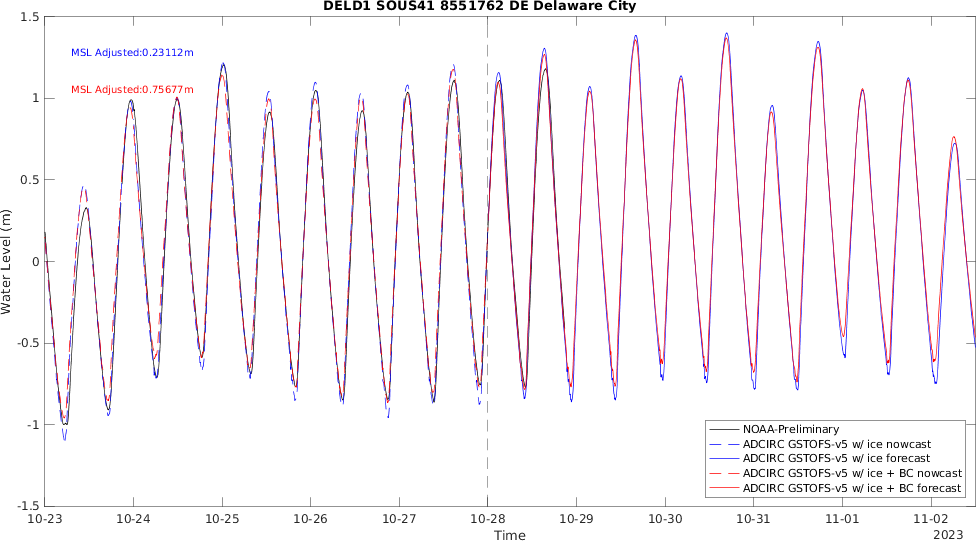 DELD1 SOUS41 8551762 DE Delaware City
MSL Adjusted:0.23112m
MSL Adjusted:0.75677m
Water Level (m)
1.5
1
0.5
0
-0.5
-1
-1.5
NOAA-Preliminary
ADCIRC GSTOFS-v5 w/ ice nowcast
ADCIRC GSTOFS-v5 w/ ice forecast
ADCIRC GSTOFS-v5 w/ ice + BC nowcast
ADCIRC GSTOFS-v5 w/ ice + BC forecast
10-23 10-24 10-25 10-26 10-27 10-28 10-29 10-30 10-31 11-01 11-02
Time
2023